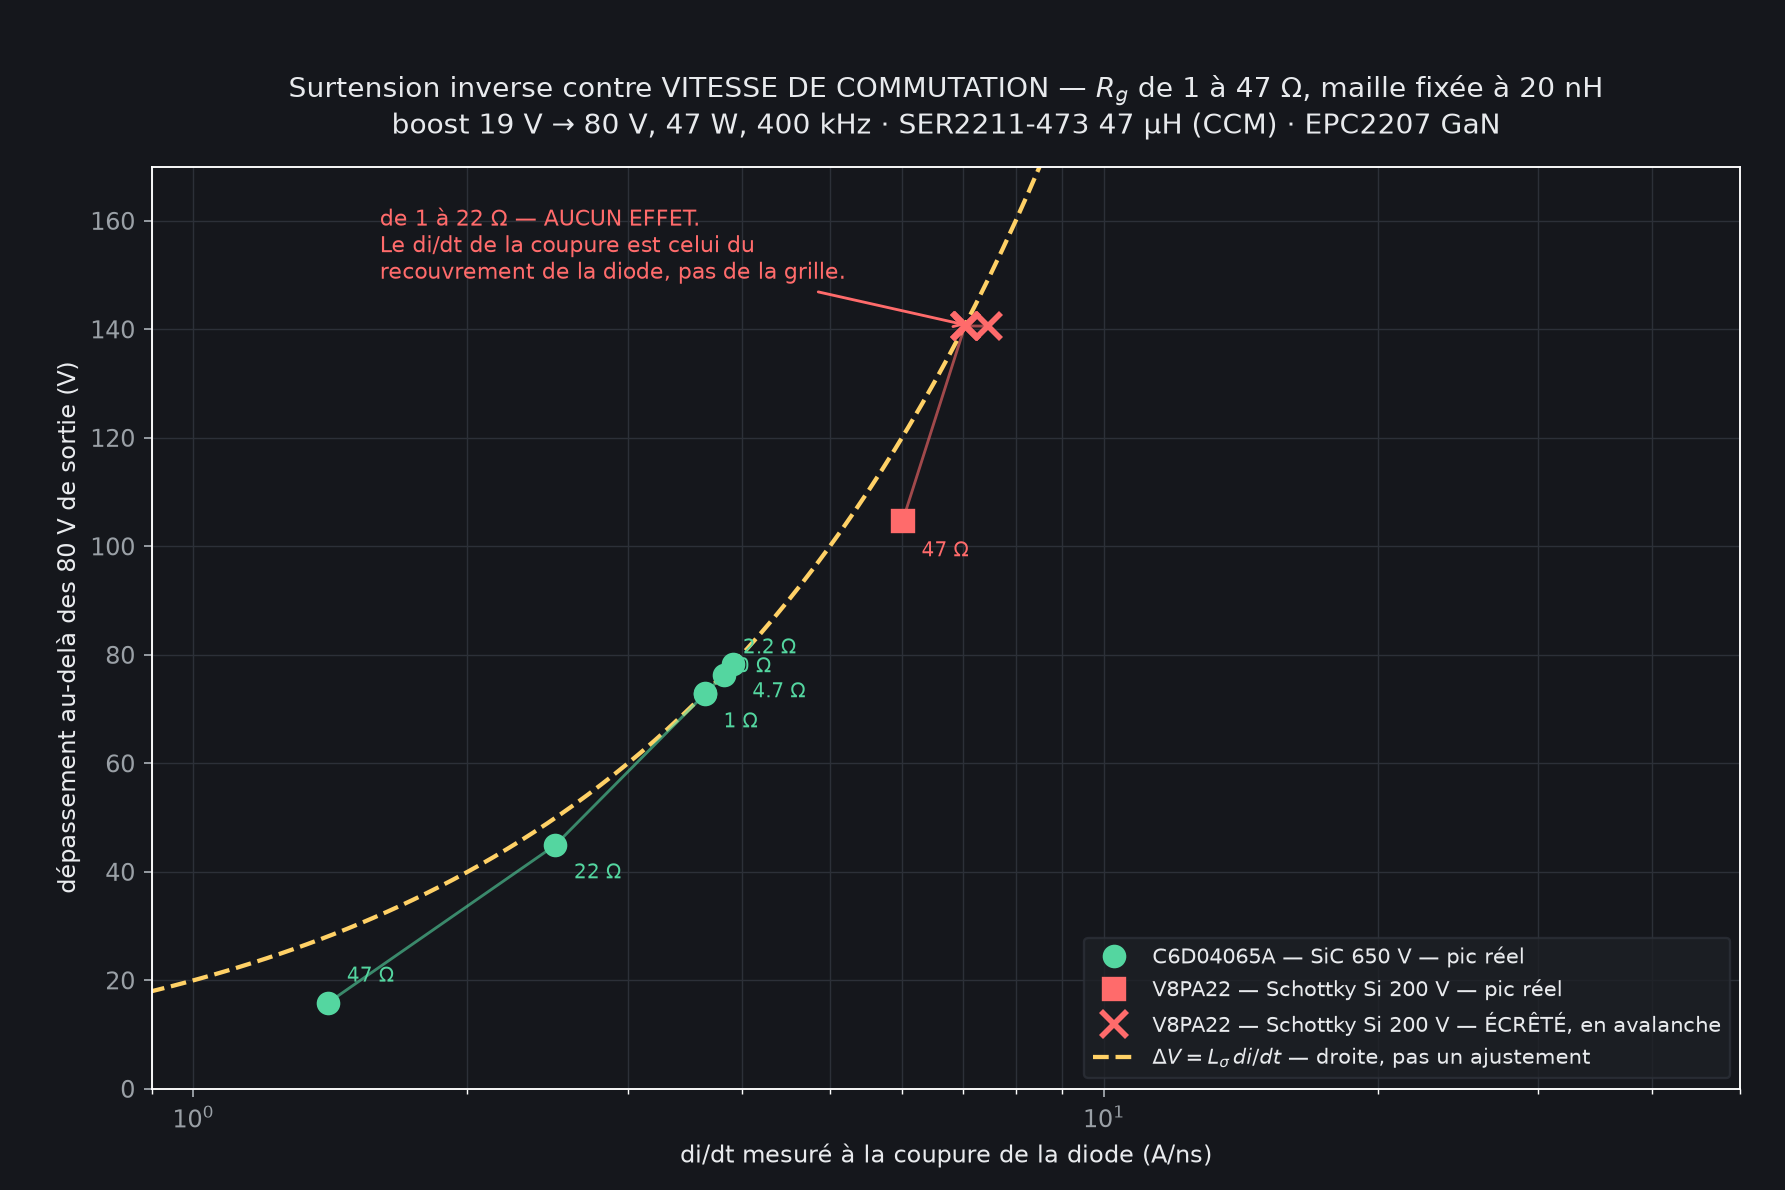 Surtension inverse contre VITESSE DE COMMUTATION — Rg de 1 à 47 Ω, maille fixée à 20 nH
boost 19 V → 80 V, 47 W, 400 kHz · SER2211-473 47 µH (CCM) · EPC2207 GaN
de 1 à 22 Ω — AUCUN EFFET.
Le di/dt de la coupure est celui du
recouvrement de la diode, pas de la grille.
160
140
120
100
80
60
40
20
0
dépassement au-delà des 80 V de sortie (V)
47 Ω
2.2 Ω
0 Ω
4.7 Ω
1 Ω
22 Ω
47 Ω
C6D04065A — SiC 650 V — pic réel
V8PA22 — Schottky Si 200 V — pic réel
V8PA22 — Schottky Si 200 V — ÉCRÊTÉ, en avalanche
ΔV = Lσ di/dt — droite, pas un ajustement
10⁰
10¹
di/dt mesuré à la coupure de la diode (A/ns)